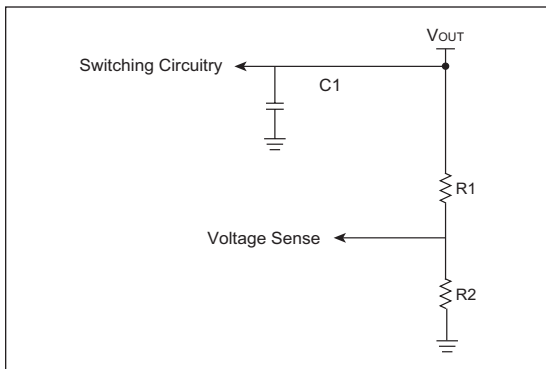 VOUT
Switching Circuitry
C1
R1
Voltage Sense
R2